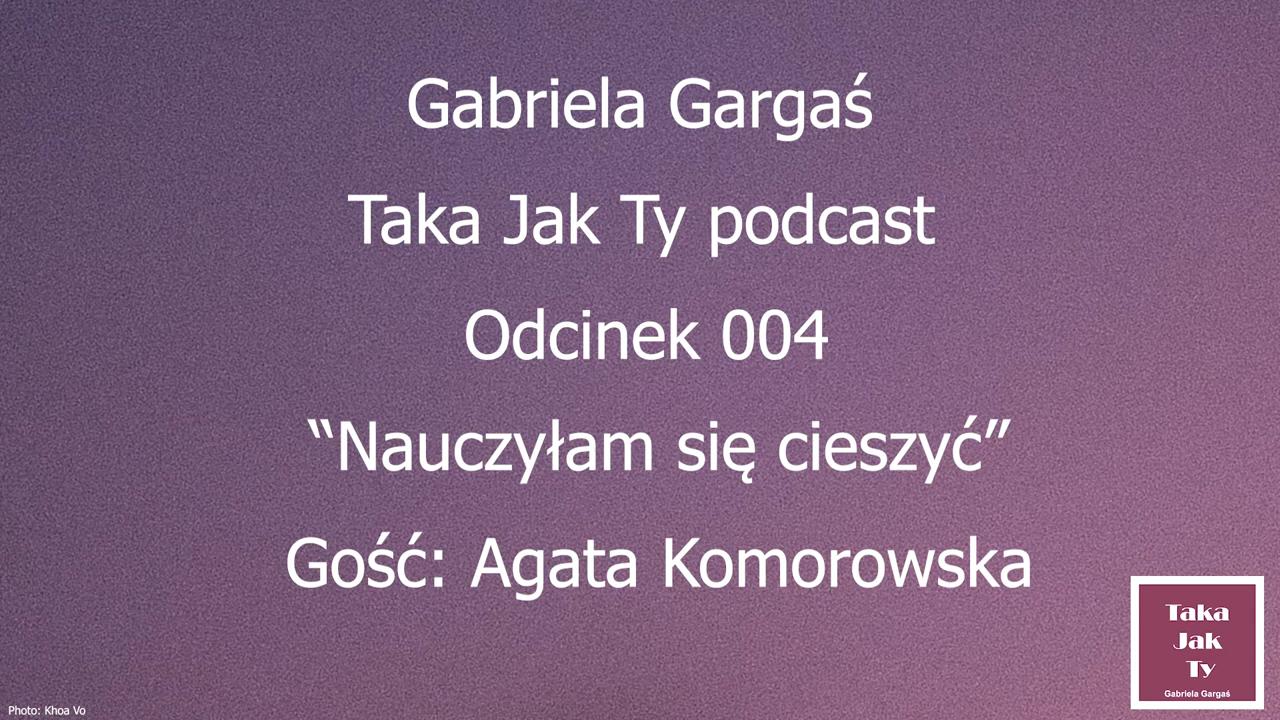 Gabriela Gargaś
Taka Jak Ty podcast
Odcinek 004
“Nauczyłam się cieszyć”
Gość: Agata Komorowska
Taka
Jak
Ty
Gabriela Gargaś
Photo: Khoa Vo